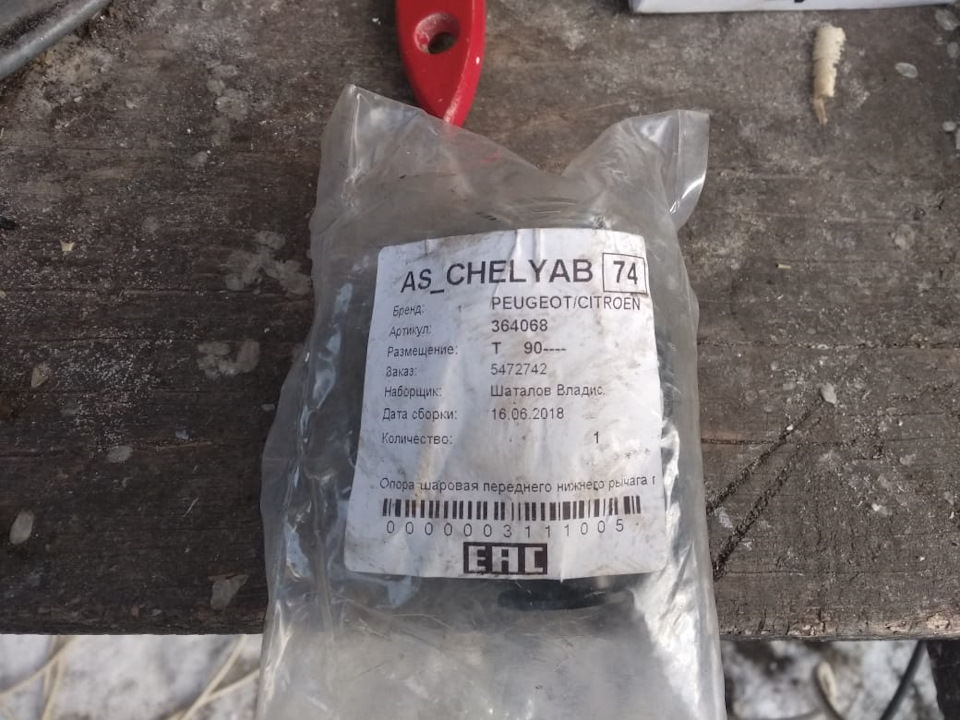 AS_CHELYAB 74
Бренд: PEUGEOT/CITROEN
Артикул: 364068
Размещение: T 90----
Заказ: 5472742
Наборщик: Шаталов Владис.
Дата сборки: 16.06.2018
Количество: 1
Опора шаровая переднего нижнего рычага г
0000003111005
EAC